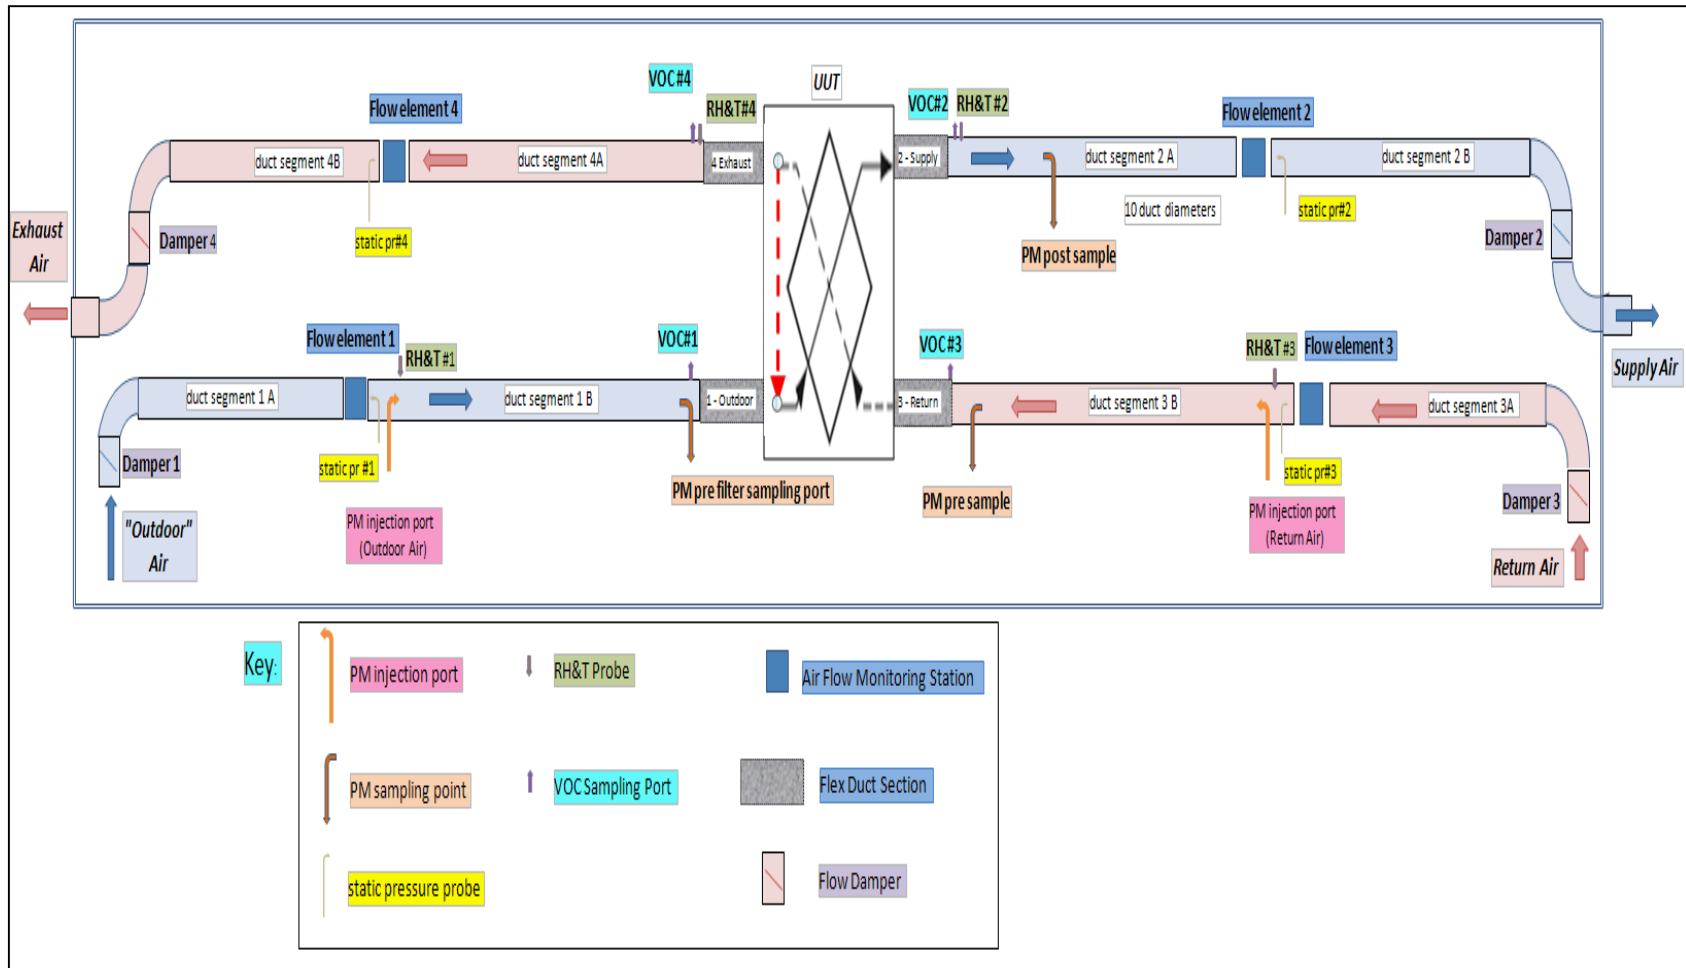 VOC #4
UUT
RH&T#4
VOC#2
RH&T #2
Flow element 4
Flow element 2
duct segment 4B
duct segment 4A
4 Exhaust
2 - Supply
duct segment 2 A
duct segment 2 B
10 duct diameters
static pr#4
static pr#2
Exhaust
Air
Damper 4
Damper 2
PM post sample
Flow element 1
RH&T #1
VOC#1
VOC#3
RH&T #3
Flow element 3
Supply Air
duct segment 1 A
duct segment 1 B
1 - Outdoor
3 - Return
duct segment 3 B
duct segment 3A
Damper 1
static pr #1
PM pre filter sampling port
PM pre sample
static pr#3
Damper 3
"Outdoor"
Air
PM injection port
(Outdoor Air)
PM injection port
(Return Air)
Return Air
Key:
PM injection port
RH&T Probe
Air Flow Monitoring Station
PM sampling point
VOC Sampling Port
Flex Duct Section
static pressure probe
Flow Damper